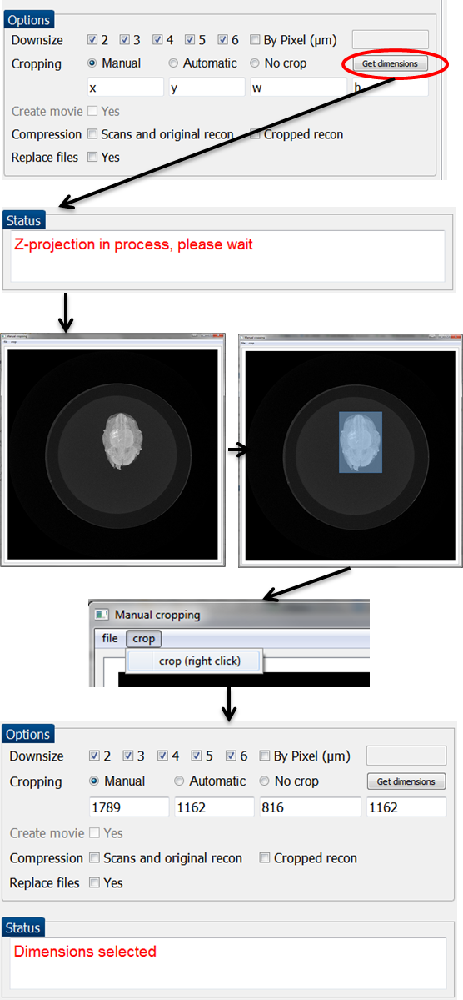 Options
Downsize 2 3 4 5 6 By Pixel (µm)
Cropping Manual Automatic No crop Get dimensions
x y w h
Create movie Yes
Compression Scans and original recon Cropped recon
Replace files Yes
Status
Z-projection in process, please wait
Manual cropping
file crop
Manual cropping
file crop
Manual cropping
file crop
crop (right click)
Options
Downsize 2 3 4 5 6 By Pixel (µm)
Cropping Manual Automatic No crop Get dimensions
1789 1162 816 1162
Create movie Yes
Compression Scans and original recon Cropped recon
Replace files Yes
Status
Dimensions selected